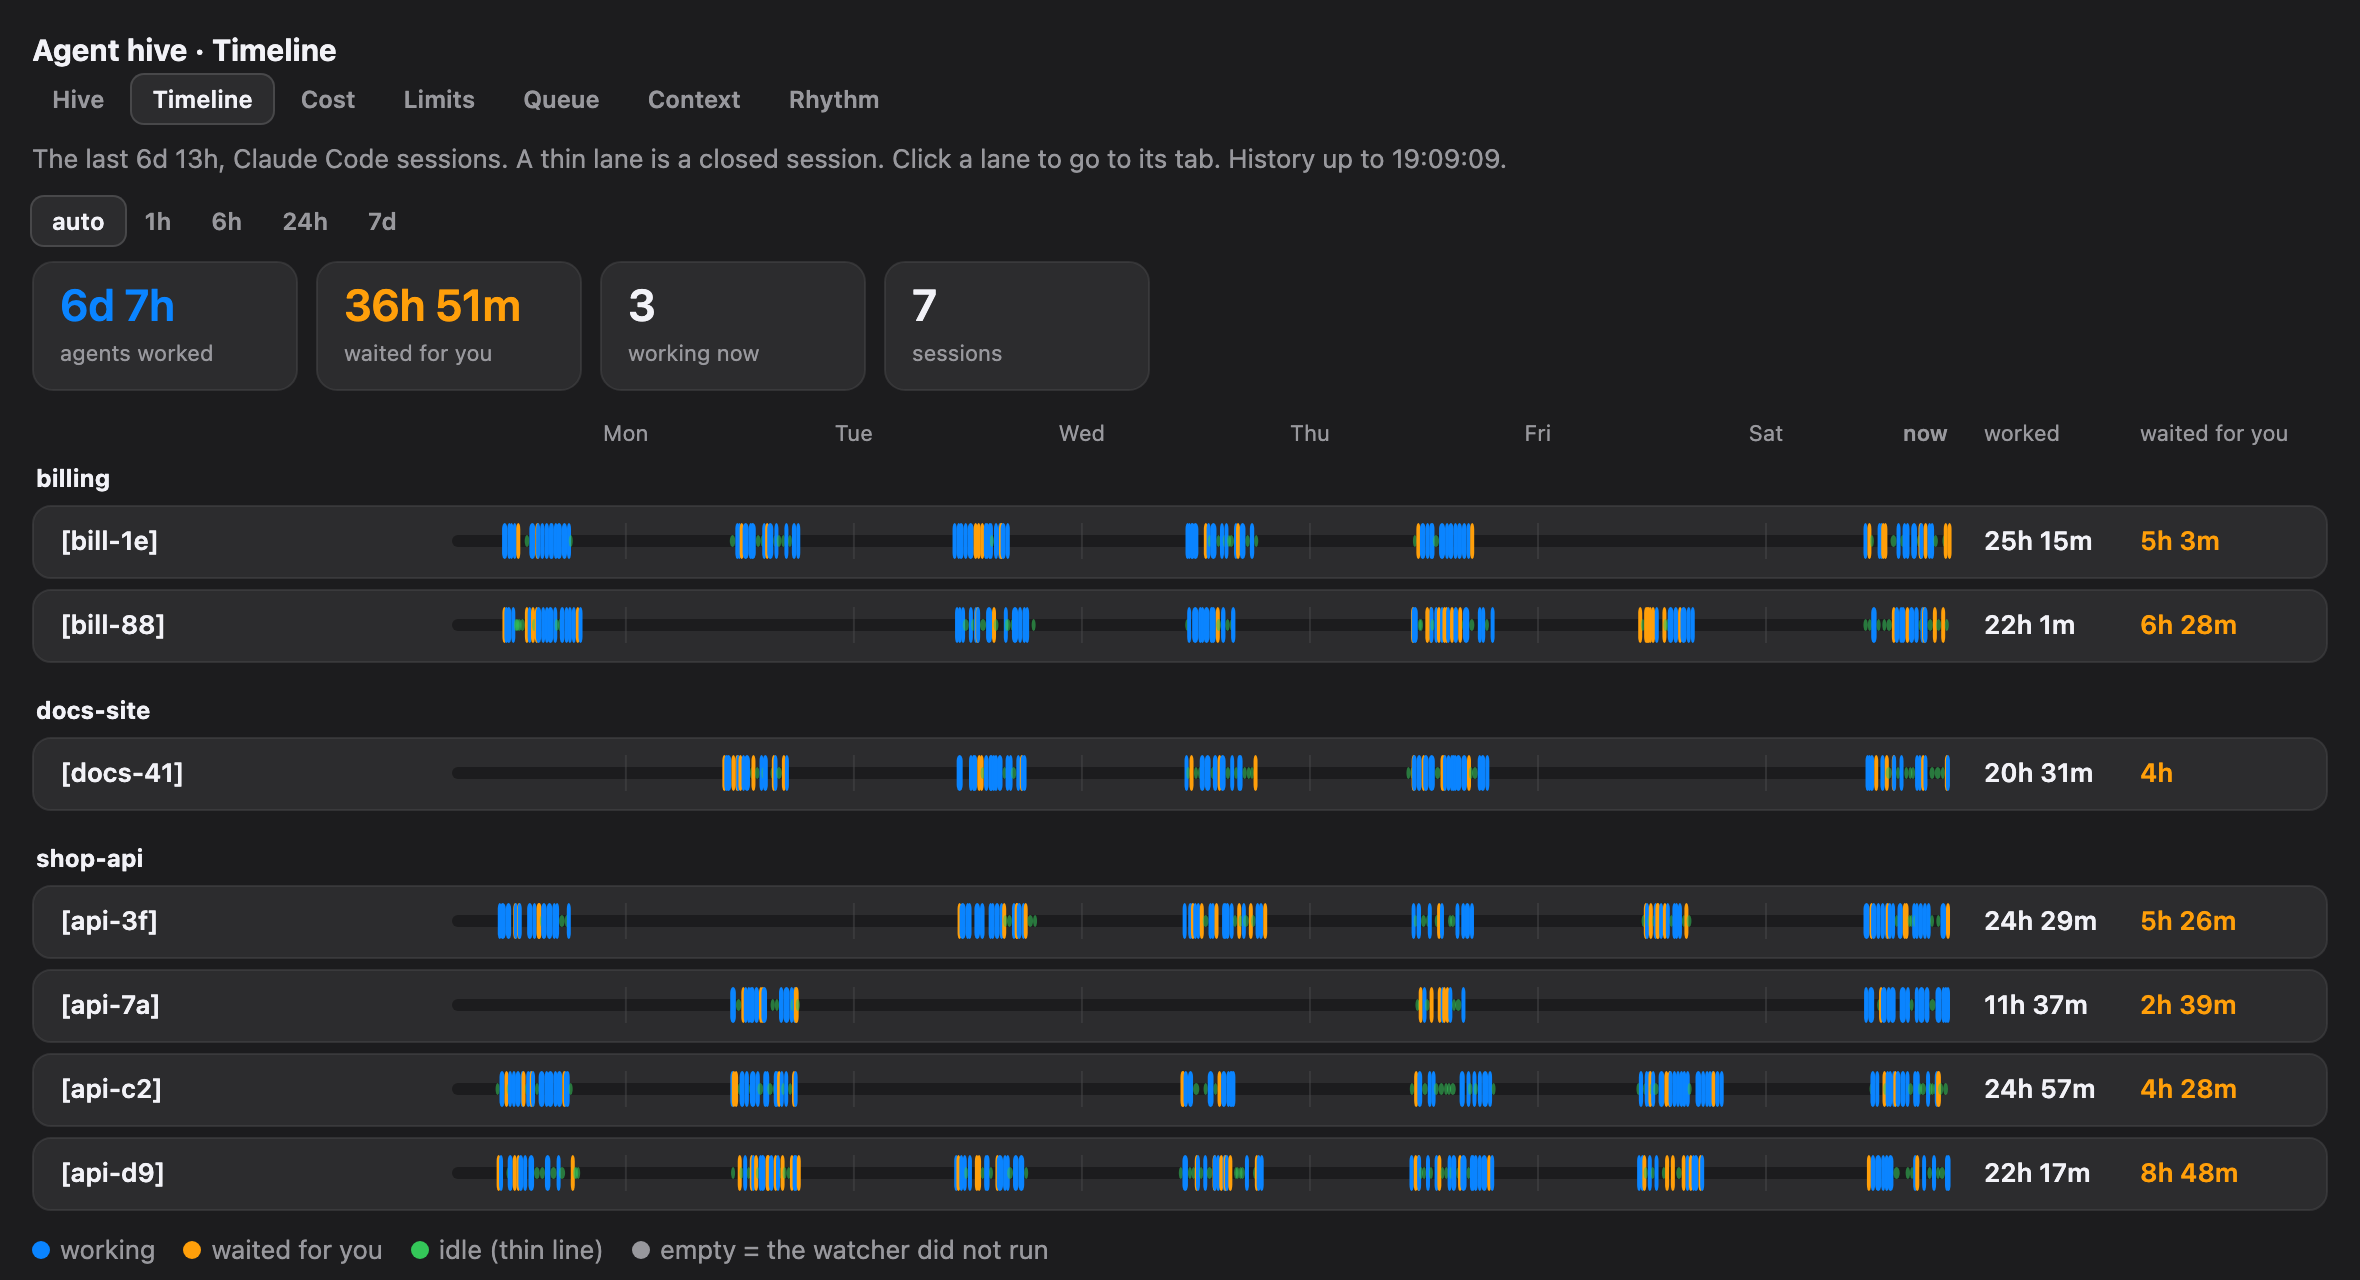 Agent hive · Timeline
Hive Timeline Cost Limits Queue Context Rhythm
The last 6d 13h, Claude Code sessions. A thin lane is a closed session. Click a lane to go to its tab. History up to 19:09:09.
auto 1h 6h 24h 7d
6d 7h 36h 51m 3 7
agents worked waited for you working now sessions
Mon Tue Wed Thu Fri Sat now worked waited for you
billing
[bill-1e] 25h 15m 5h 3m
[bill-88] 22h 1m 6h 28m
docs-site
[docs-41] 20h 31m 4h
shop-api
[api-3f] 24h 29m 5h 26m
[api-7a] 11h 37m 2h 39m
[api-c2] 24h 57m 4h 28m
[api-d9] 22h 17m 8h 48m
working waited for you idle (thin line) empty = the watcher did not run